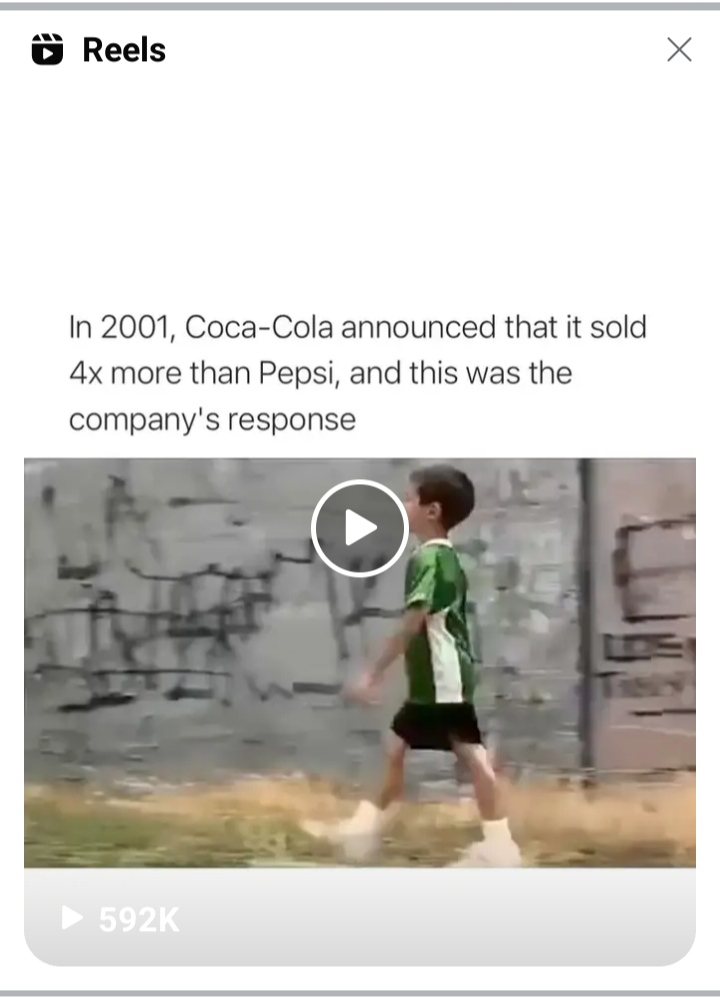 Reels
In 2001, Coca-Cola announced that it sold
4x more than Pepsi, and this was the
company's response
592K